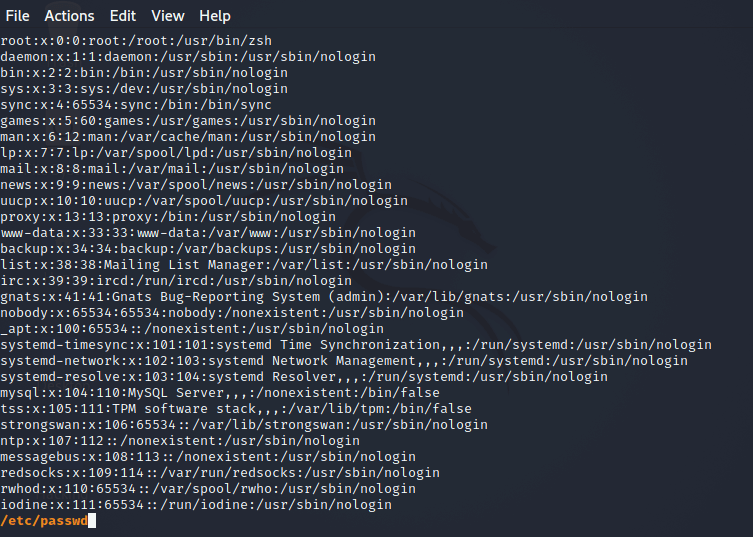 File Actions Edit View Help
root:x:0:0:root:/root:/usr/bin/zsh
daemon:x:1:1:daemon:/usr/sbin:/usr/sbin/nologin
bin:x:2:2:bin:/bin:/usr/sbin/nologin
sys:x:3:3:sys:/dev:/usr/sbin/nologin
sync:x:4:65534:sync:/bin:/bin/sync
games:x:5:60:games:/usr/games:/usr/sbin/nologin
man:x:6:12:man:/var/cache/man:/usr/sbin/nologin
lp:x:7:7:lp:/var/spool/lpd:/usr/sbin/nologin
mail:x:8:8:mail:/var/mail:/usr/sbin/nologin
news:x:9:9:news:/var/spool/news:/usr/sbin/nologin
uucp:x:10:10:uucp:/var/spool/uucp:/usr/sbin/nologin
proxy:x:13:13:proxy:/bin:/usr/sbin/nologin
www-data:x:33:33:www-data:/var/www:/usr/sbin/nologin
backup:x:34:34:backup:/var/backups:/usr/sbin/nologin
list:x:38:38:Mailing List Manager:/var/list:/usr/sbin/nologin
irc:x:39:39:ircd:/run/ircd:/usr/sbin/nologin
gnats:x:41:41:Gnats Bug-Reporting System (admin):/var/lib/gnats:/usr/sbin/nologin
nobody:x:65534:65534:nobody:/nonexistent:/usr/sbin/nologin
_apt:x:100:65534::/nonexistent:/usr/sbin/nologin
systemd-timesync:x:101:101:systemd Time Synchronization,,,:/run/systemd:/usr/sbin/nologin
systemd-network:x:102:103:systemd Network Management,,,:/run/systemd:/usr/sbin/nologin
systemd-resolve:x:103:104:systemd Resolver,,,:/run/systemd:/usr/sbin/nologin
mysql:x:104:110:MySQL Server,,,:/nonexistent:/bin/false
tss:x:105:111:TPM software stack,,,:/var/lib/tpm:/bin/false
strongswan:x:106:65534::/var/lib/strongswan:/usr/sbin/nologin
ntp:x:107:112::/nonexistent:/usr/sbin/nologin
messagebus:x:108:113::/nonexistent:/usr/sbin/nologin
redsocks:x:109:114::/var/run/redsocks:/usr/sbin/nologin
rwhod:x:110:65534::/var/spool/rwho:/usr/sbin/nologin
iodine:x:111:65534::/run/iodine:/usr/sbin/nologin
/etc/passwd